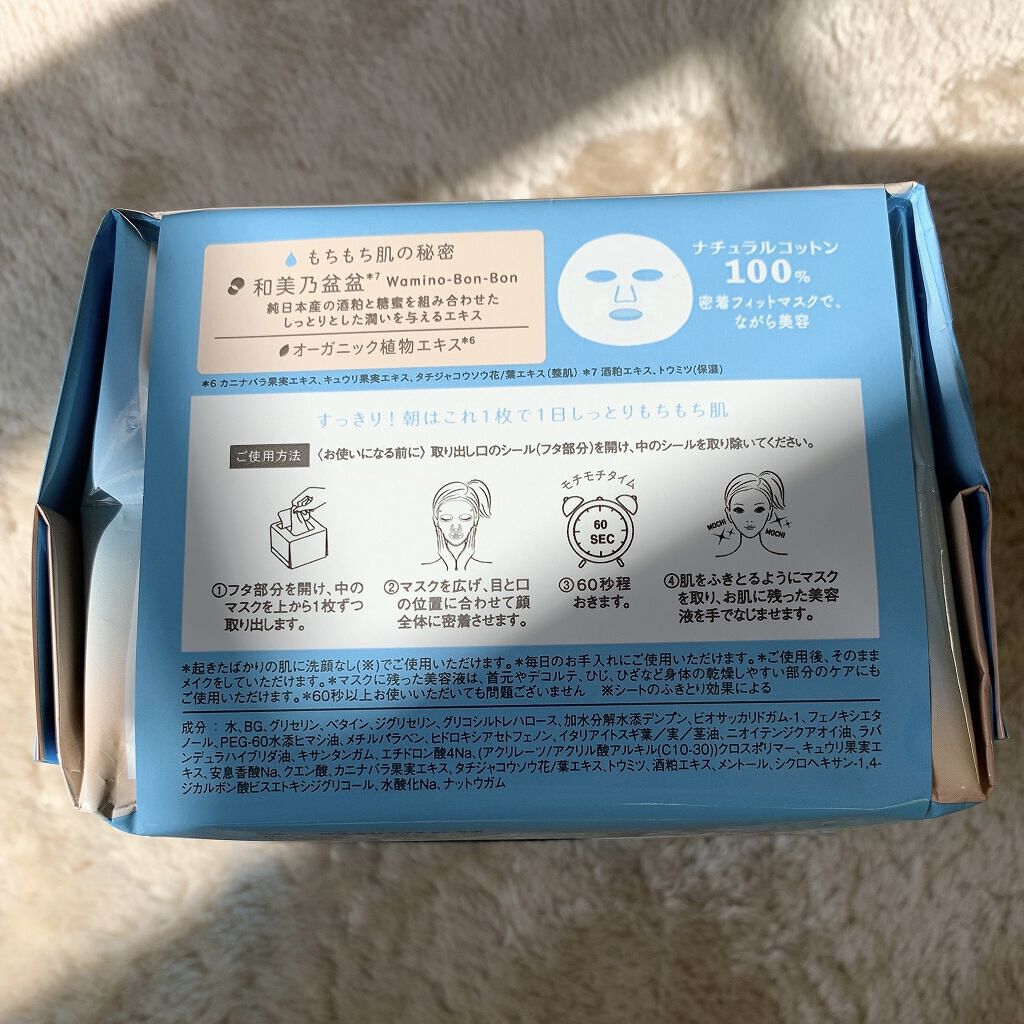 もちもち肌の秘密
和美乃盆盆*7 Wamino-Bon-Bon
純日本産の酒粕と糖蜜を組み合わせた
しっとりとした潤いを与えるエキス
オーガニック植物エキス*6
ナチュラルコットン
100%
密着フィットマスクで、
ながら美容
*6 カニナバラ果実エキス、キュウリ果実エキス、タチジャコウソウ花/葉エキス(整肌) *7 酒粕エキス、トウミツ(保湿)
すっきり!朝はこれ1枚で1日しっとりもちもち肌
ご使用方法 〈お使いになる前に〉取り出し口のシール(フタ部分)を開け、中のシールを取り除いてください。
モチモチタイム
60
SEC
MOCHI
MOCHI
①フタ部分を開け、中の
マスクを上から1枚ずつ
取り出します。
②マスクを広げ、目と口
の位置に合わせて顔
全体に密着させます。
③60秒程
おきます。
④肌をふきとるようにマスク
を取り、お肌に残った美容
液を手でなじませます。
*起きたばかりの肌に洗顔なし(※)でご使用いただけます。*毎日のお手入れにご使用いただけます。*ご使用後、そのまま
メイクをしていただけます。*マスクに残った美容液は、首元やデコルテ、ひじ、ひざなど身体の乾燥しやすい部分のケアにも
ご使用いただけます。*60秒以上お使いいただいても問題ございません ※シートのふきとり効果による
成分:水、BG、グリセリン、ベタイン、ジグリセリン、グリコシルトレハロース、加水分解水添デンプン、ビオサッカリドガム-1、フェノキシエタ
ノール、PEG-60水添ヒマシ油、メチルパラベン、ヒドロキシアセトフェノン、イタリアイトスギ葉/実/茎油、ニオイテンジクアオイ油、ラバ
ンデュラハイブリダ油、キサンタンガム、エチドロン酸4Na、(アクリレーツ/アクリル酸アルキル(C10-30))クロスポリマー、キュウリ果実エ
キス、安息香酸Na、クエン酸、カニナバラ果実エキス、タチジャコウソウ花/葉エキス、トウミツ、酒粕エキス、メントール、シクロヘキサン-1,4-
ジカルボン酸ビスエトキシジグリコール、水酸化Na、ナットウガム